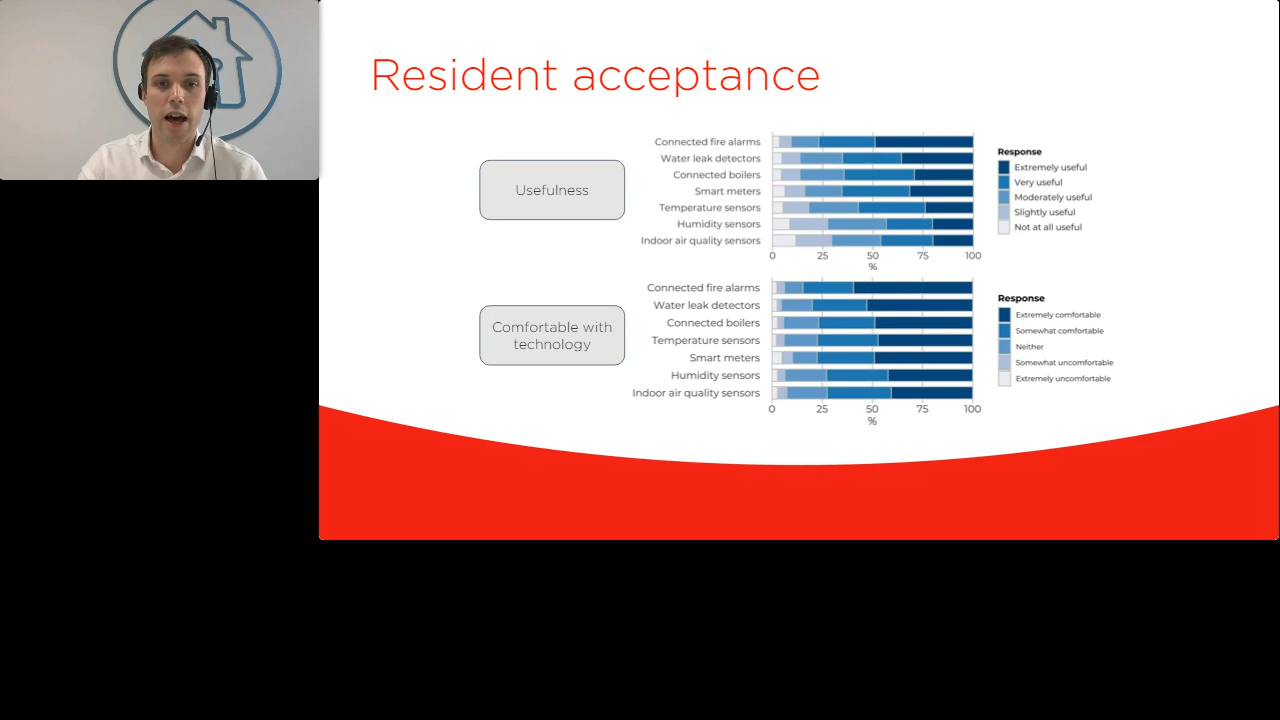 Resident acceptance
Usefulness
Connected fire alarms
Water leak detectors
Connected boilers
Smart meters
Temperature sensors
Humidity sensors
Indoor air quality sensors
0 25 50 75 100
%
Response
Extremely useful
Very useful
Moderately useful
Slightly useful
Not at all useful
Comfortable with
technology
Connected fire alarms
Water leak detectors
Connected boilers
Temperature sensors
Smart meters
Humidity sensors
Indoor air quality sensors
0 25 50 75 100
%
Response
Extremely comfortable
Somewhat comfortable
Neither
Somewhat uncomfortable
Extremely uncomfortable